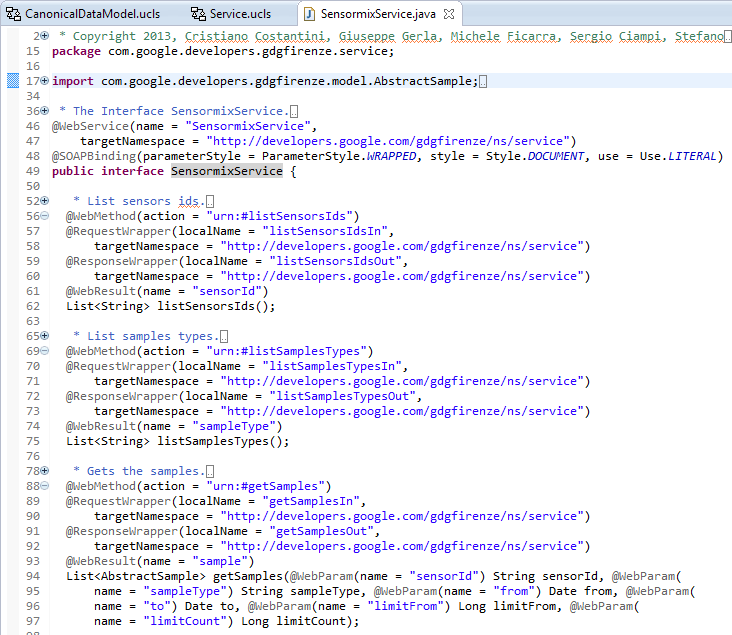 CanonicalDataModel.ucls Service.ucls SensormixService.java
2 * Copyright 2013, Cristiano Costantini, Giuseppe Gerla, Michele Ficarra, Sergio Ciampi, Stefano
15 package com.google.developers.gdgfirenze.service;
16
17 import com.google.developers.gdgfirenze.model.AbstractSample;
34
36 * The Interface SensormixService.
46 @WebService(name = "SensormixService",
47 targetNamespace = "http://developers.google.com/gdgfirenze/ns/service")
48 @SOAPBinding(parameterStyle = ParameterStyle.WRAPPED, style = Style.DOCUMENT, use = Use.LITERAL)
49 public interface SensormixService {
50
52 * List sensors ids.
56 @WebMethod(action = "urn:#listSensorsIds")
57 @RequestWrapper(localName = "listSensorsIdsIn",
58 targetNamespace = "http://developers.google.com/gdgfirenze/ns/service")
59 @ResponseWrapper(localName = "listSensorsIdsOut",
60 targetNamespace = "http://developers.google.com/gdgfirenze/ns/service")
61 @WebResult(name = "sensorId")
62 List<String> listSensorsIds();
63
65 * List samples types.
69 @WebMethod(action = "urn:#listSamplesTypes")
70 @RequestWrapper(localName = "listSamplesTypesIn",
71 targetNamespace = "http://developers.google.com/gdgfirenze/ns/service")
72 @ResponseWrapper(localName = "listSamplesTypesOut",
73 targetNamespace = "http://developers.google.com/gdgfirenze/ns/service")
74 @WebResult(name = "sampleType")
75 List<String> listSamplesTypes();
76
78 * Gets the samples.
88 @WebMethod(action = "urn:#getSamples")
89 @RequestWrapper(localName = "getSamplesIn",
90 targetNamespace = "http://developers.google.com/gdgfirenze/ns/service")
91 @ResponseWrapper(localName = "getSamplesOut",
92 targetNamespace = "http://developers.google.com/gdgfirenze/ns/service")
93 @WebResult(name = "sample")
94 List<AbstractSample> getSamples(@WebParam(name = "sensorId") String sensorId, @WebParam(
95 name = "sampleType") String sampleType, @WebParam(name = "from") Date from, @WebParam(
96 name = "to") Date to, @WebParam(name = "limitFrom") Long limitFrom, @WebParam(
97 name = "limitCount") Long limitCount);